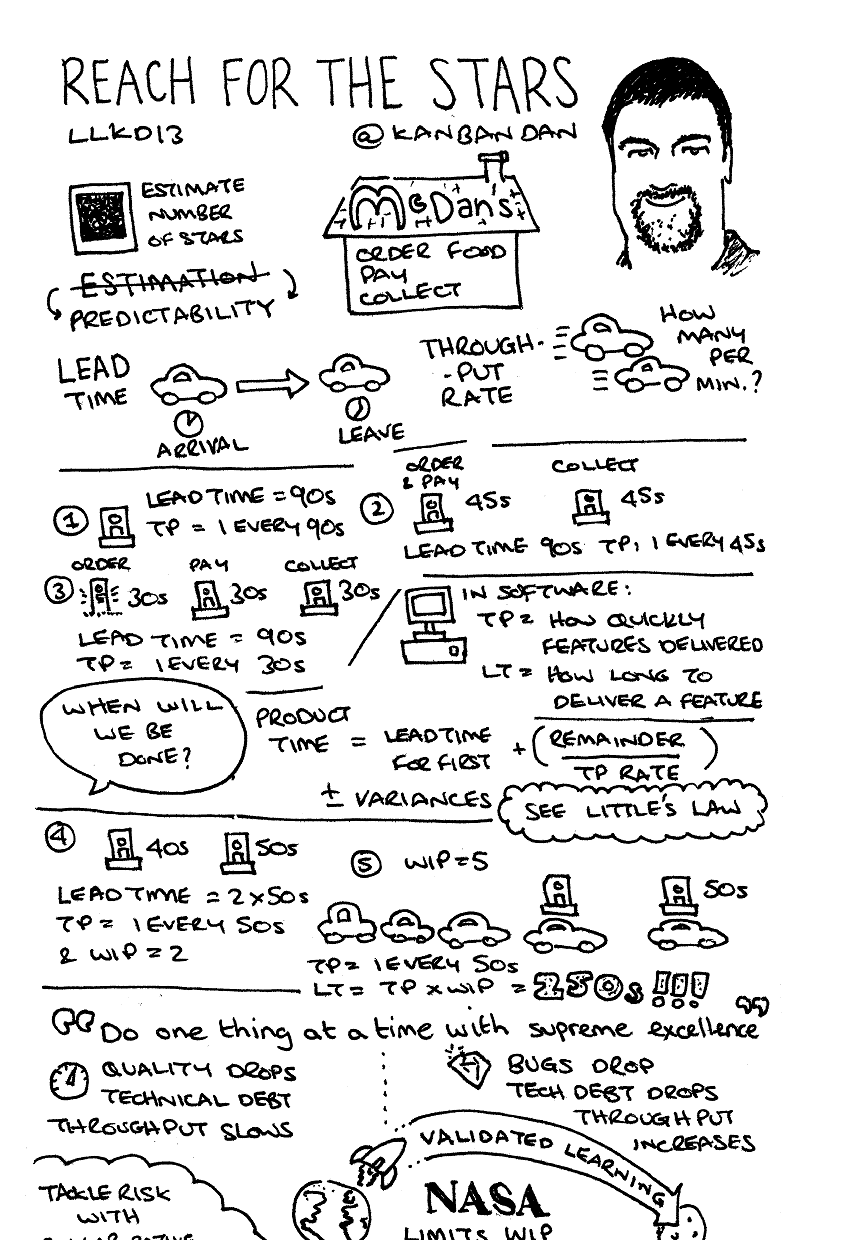 REACH FOR THE STARS
LLKD13
@KANBANDAN
ESTIMATE
NUMBER
OF STARS
ESTIMATION
PREDICTABILITY
McDan's
ORDER FOOD
PAY
COLLECT
LEAD
TIME
ARRIVAL
LEAVE
THROUGH-
-PUT
RATE
HOW
MANY
PER
MIN.?
1
LEAD TIME = 90s
TP = 1 EVERY 90s
2
ORDER
& PAY
45s
COLLECT
45s
LEAD TIME 90s TP, 1 EVERY 45s
3
ORDER
30s
PAY
30s
COLLECT
30s
LEAD TIME = 90s
TP = 1 EVERY 30s
IN SOFTWARE:
TP = HOW QUICKLY
FEATURES DELIVERED
LT = HOW LONG TO
DELIVER A FEATURE
WHEN WILL
WE BE
DONE?
PRODUCT
TIME = LEAD TIME
FOR FIRST
+ (REMAINDER)
TP RATE
± VARIANCES
SEE LITTLE'S LAW
4
40s
50s
LEAD TIME = 2 x 50s
TP = 1 EVERY 50s
& WIP = 2
5
WIP = 5
50s
TP = 1 EVERY 50s
LT = TP x WIP = 250s !!!
"Do one thing at a time with supreme excellence"
QUALITY DROPS
TECHNICAL DEBT
THROUGHPUT SLOWS
BUGS DROP
TECH DEBT DROPS
THROUGHPUT
INCREASES
VALIDATED LEARNING
TACKLE RISK
WITH
NASA
LIMITS WIP